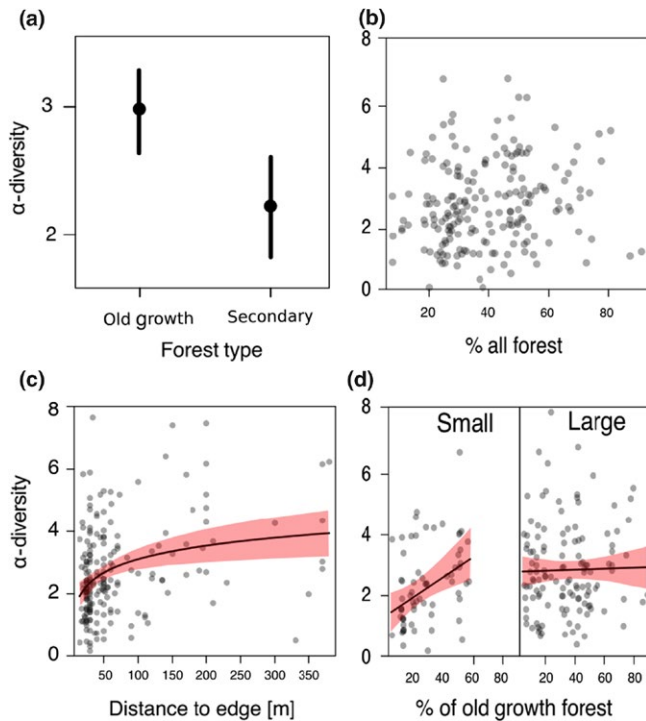 (a)
α-diversity
3
2
Old growth Secondary
Forest type
(b)
8
6
4
2
0
20 40 60 80
% all forest
(c)
α-diversity
8
6
4
2
0
50 100 150 200 250 300 350
Distance to edge [m]
(d)
Small Large
8
6
4
2
0
0 20 40 60 80 0 20 40 60 80
% of old growth forest